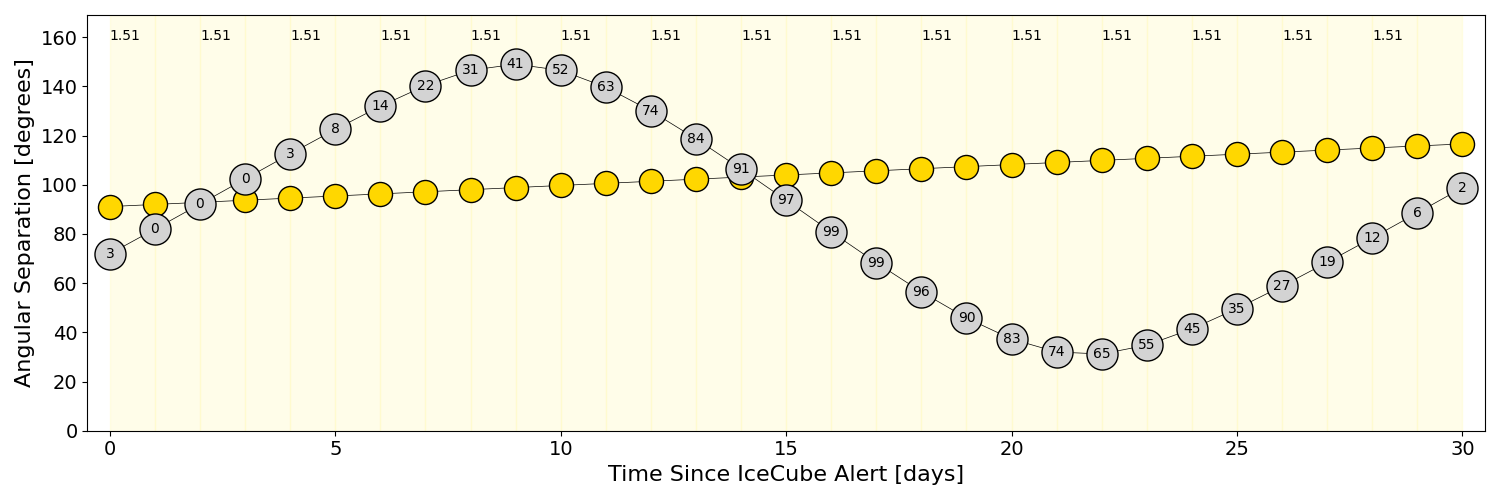 1.51 1.51 1.51 1.51 1.51 1.51 1.51 1.51 1.51 1.51 1.51 1.51 1.51 1.51 1.51
160
140
120
100
80
60
40
20
0
Angular Separation [degrees]
3 0 0 0 3 8 14 22 31 41 52 63 74 84 91 97 99 99 96 90 83 74 65 55 45 35 27 19 12 6 2
0 5 10 15 20 25 30
Time Since IceCube Alert [days]